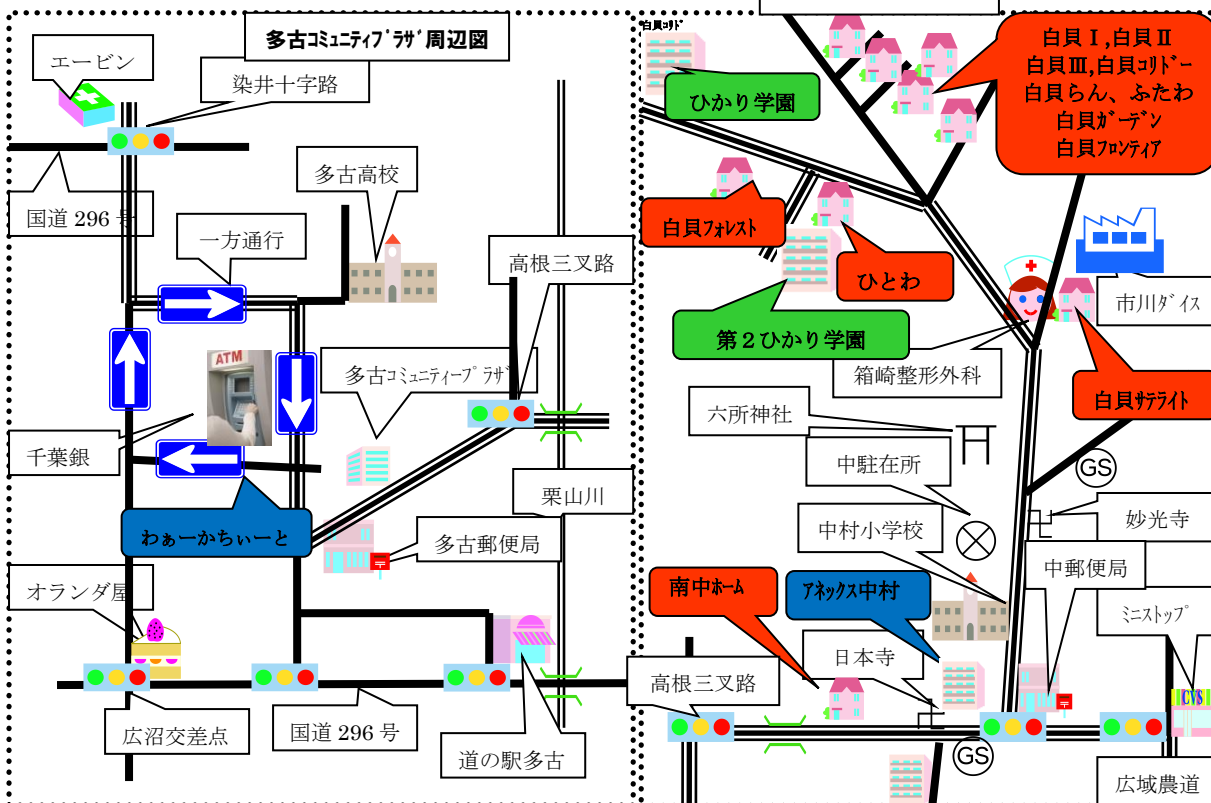 多古コミュニティプラザ周辺図
エービン
染井十字路
国道 296 号
多古高校
一方通行
高根三叉路
ATM
多古コミュニティープラザ
千葉銀
栗山川
わぁーかちぃーと
多古郵便局
オランダ屋
広沼交差点
国道 296 号
道の駅多古
白貝コリドー
ひかり学園
白貝Ⅰ,白貝Ⅱ
白貝Ⅲ,白貝コリドー
白貝らん、ふたわ
白貝ガーデン
白貝フロンティア
白貝フォレスト
ひとわ
第２ひかり学園
市川ダイス
箱崎整形外科
白貝サテライト
六所神社
中駐在所
GS
妙光寺
中村小学校
中郵便局
南中ホーム
アネックス中村
ミニストップ
日本寺
高根三叉路
CVS
GS
広域農道